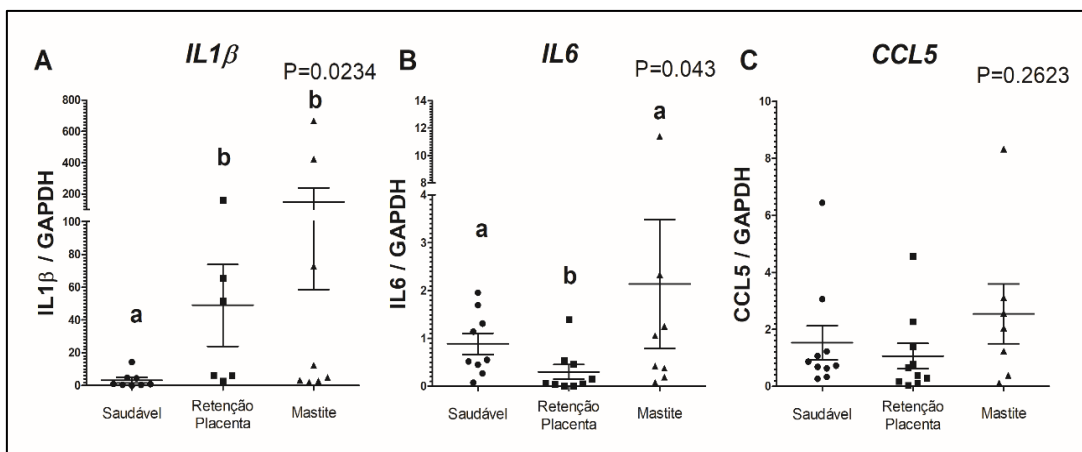 A
IL1β
P=0.0234
IL1β / GAPDH
800
600
400
200
100
80
60
40
20
0
a
b
b
Saudável
Retenção
Placenta
Mastite
B
IL6
P=0.043
IL6 / GAPDH
14
12
10
8
4
3
2
1
0
a
b
a
Saudável
Retenção
Placenta
Mastite
C
CCL5
P=0.2623
CCL5 / GAPDH
10
8
6
4
2
0
Saudável
Retenção
Placenta
Mastite